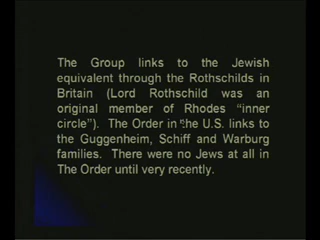 The Group links to the Jewish
equivalent through the Rothschilds in
Britain (Lord Rothschild was an
original member of Rhodes “inner
circle”). The Order in the U.S. links to
the Guggenheim, Schiff and Warburg
families. There were no Jews at all in
The Order until very recently.